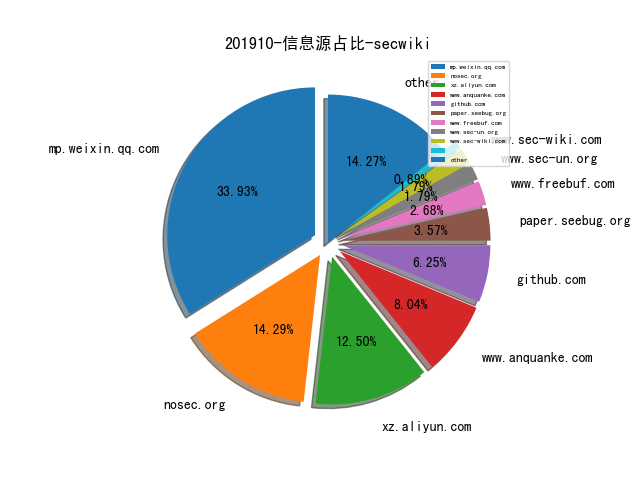 201910-信息源占比-secwiki
mp.weixin.qq.com
nosec.org
xz.aliyun.com
www.anquanke.com
github.com
paper.seebug.org
www.freebuf.com
www.sec-un.org
www.sec-wiki.com
other
other
www.sec-wiki.com
www.sec-un.org
www.freebuf.com
paper.seebug.org
github.com
www.anquanke.com
xz.aliyun.com
nosec.org
mp.weixin.qq.com
14.27%
0.89%
1.79%
1.79%
2.68%
3.57%
6.25%
8.04%
12.50%
14.29%
33.93%